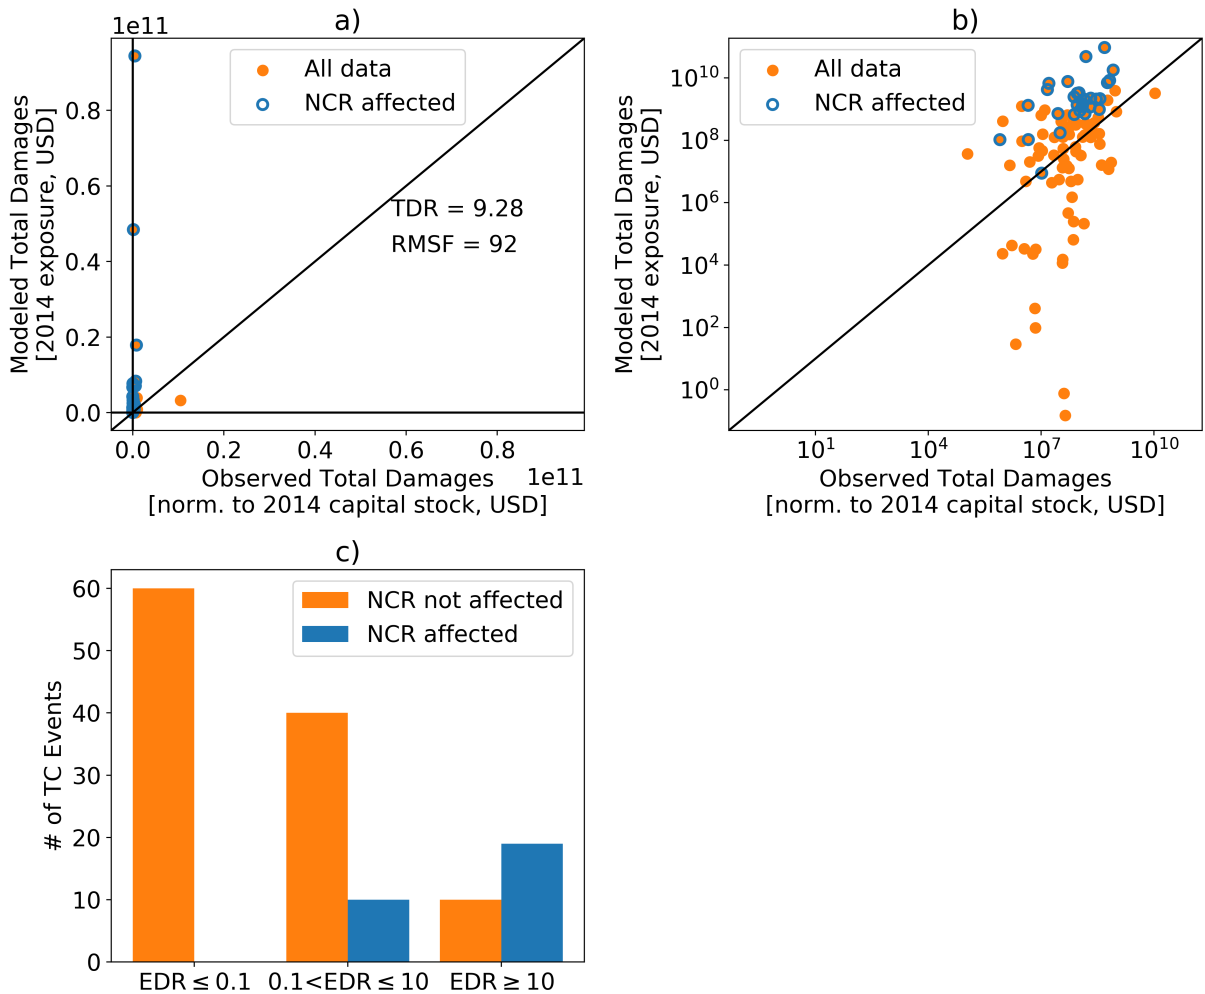 a)
1e11
All data
NCR affected
TDR = 9.28
RMSF = 92
0.8
0.6
0.4
0.2
0.0
Modeled Total Damages
[2014 exposure, USD]
0.0 0.2 0.4 0.6 0.8
1e11
Observed Total Damages
[norm. to 2014 capital stock, USD]
b)
All data
NCR affected
10¹⁰
10⁸
10⁶
10⁴
10²
10⁰
Modeled Total Damages
[2014 exposure, USD]
10¹ 10⁴ 10⁷ 10¹⁰
Observed Total Damages
[norm. to 2014 capital stock, USD]
c)
NCR not affected
NCR affected
60
50
40
30
20
10
0
# of TC Events
EDR ≤ 0.1 0.1<EDR ≤ 10 EDR ≥ 10